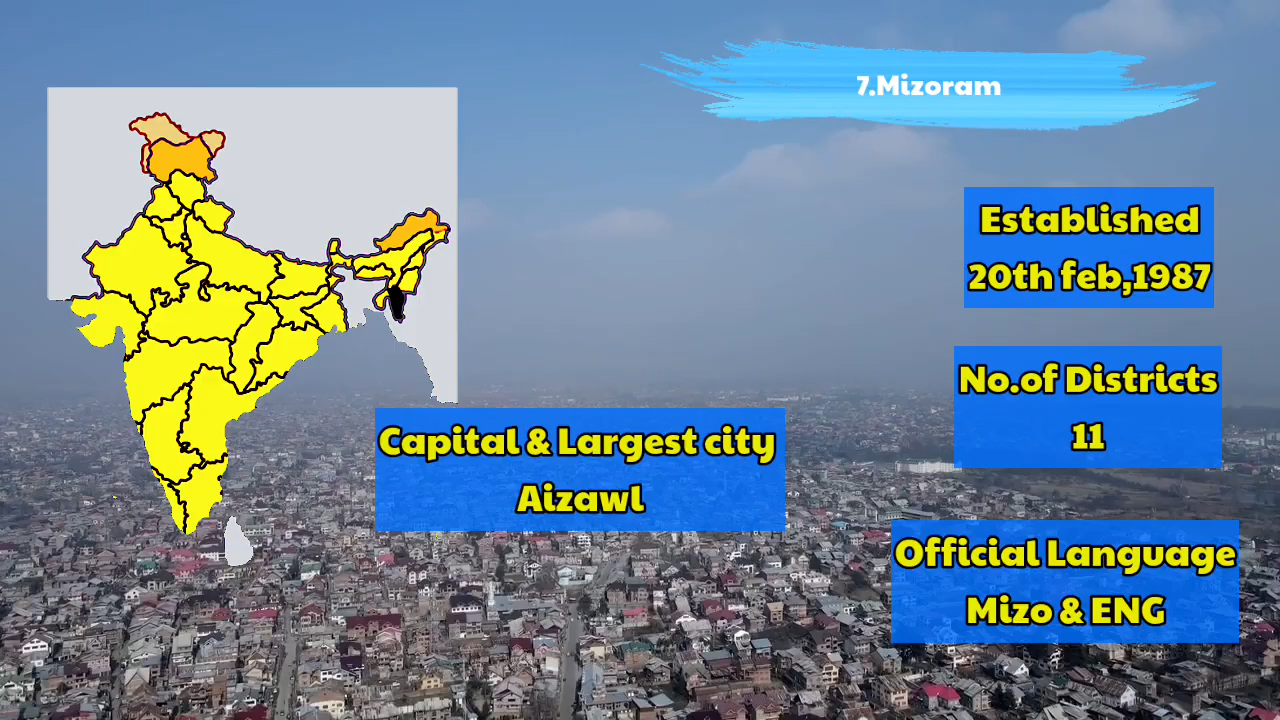 7.Mizoram
Established
20th feb,1987
No.of Districts
11
Capital & Largest city
Aizawl
Official Language
Mizo & ENG